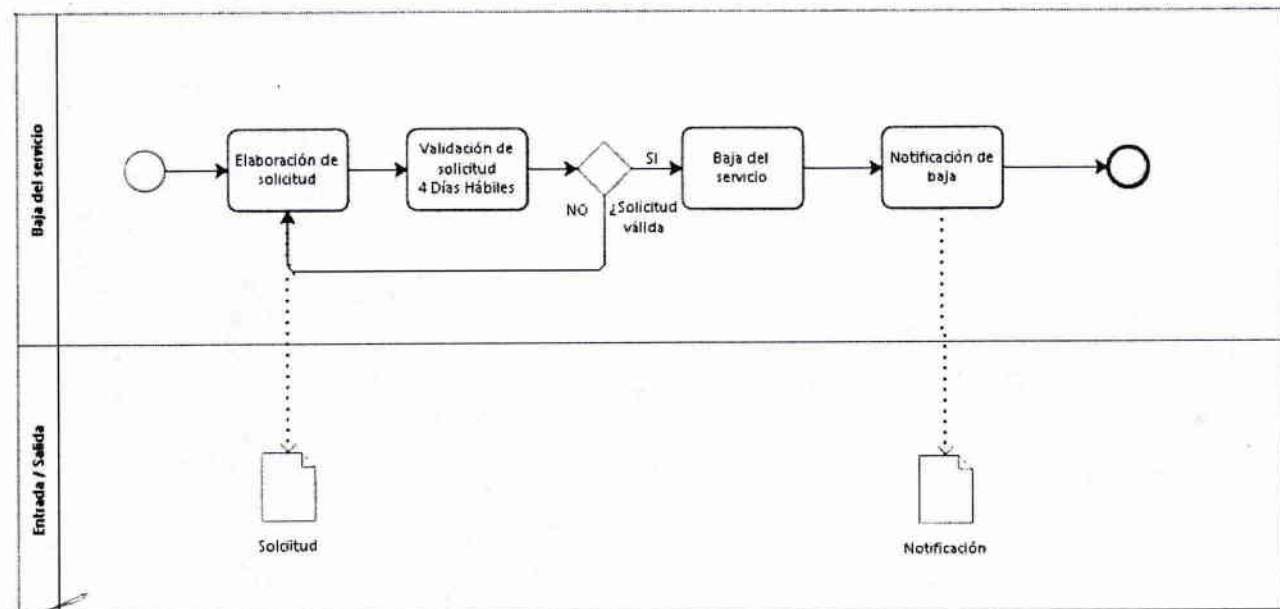 Baja del servicio
Elaboración de
solicitud
Validación de
solicitud
4 Días Hábiles
SI
NO
¿Solicitud
válida
Baja del
servicio
Notificación de
baja
Entrada / Salida
Solciitud
Notificación